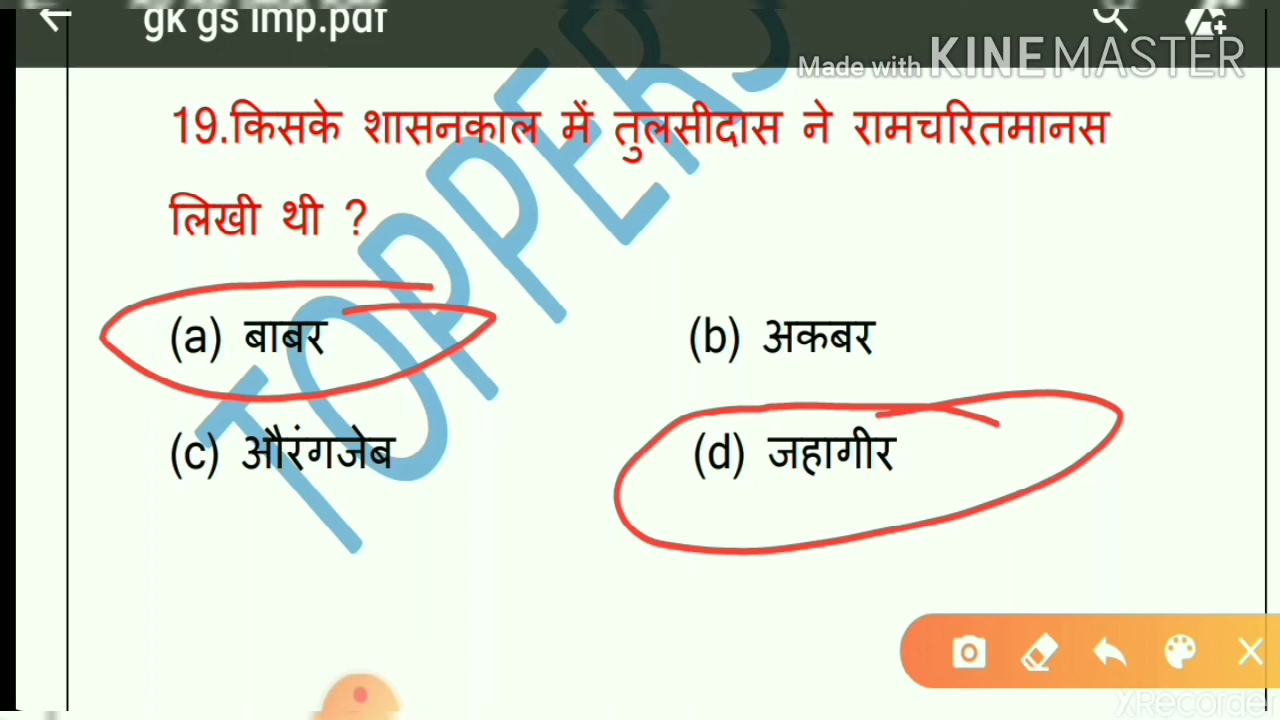 gk gs imp.pdf
Made with KINEMASTER
19.किसके शासनकाल में तुलसीदास ने रामचरितमानस
लिखी थी ?
TOPPERS
(a) बाबर (b) अकबर
(c) औरंगजेब (d) जहागीर
XRecorder